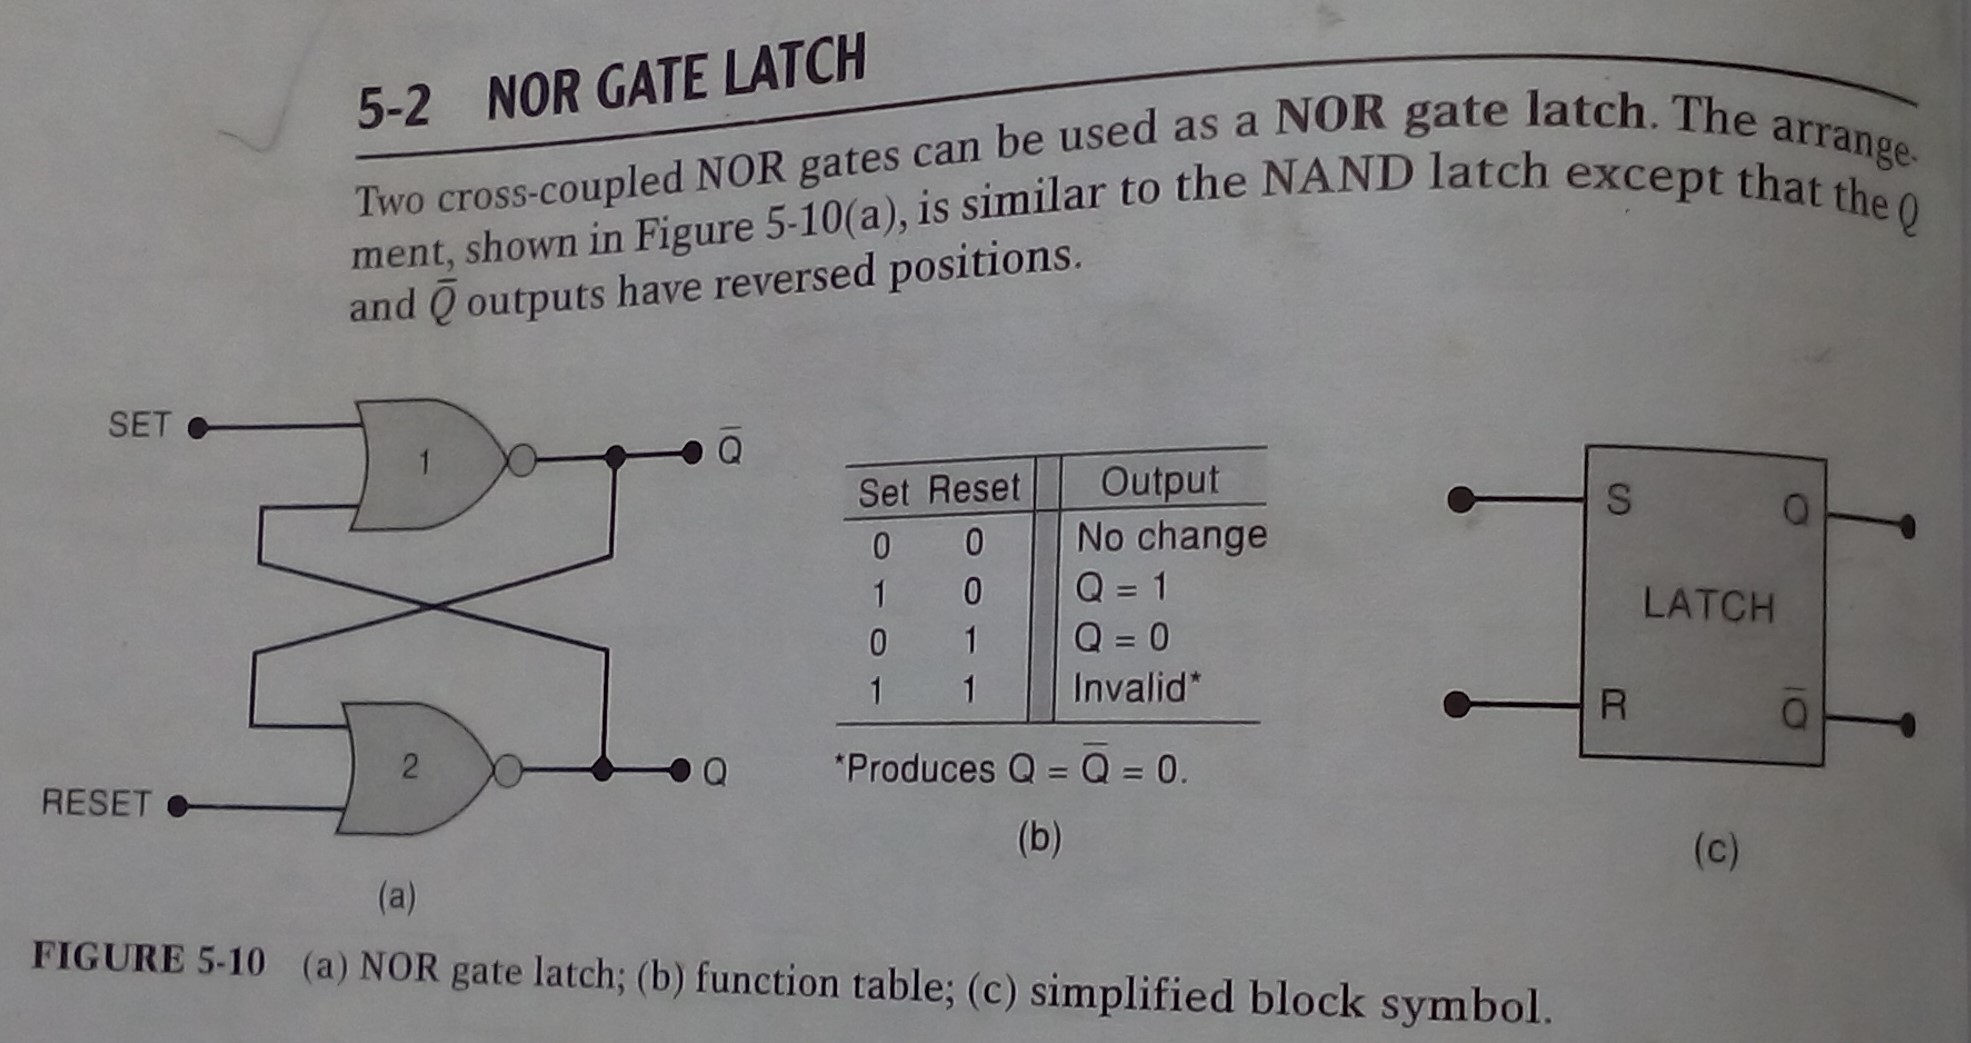 5-2 NOR GATE LATCH
Two cross-coupled NOR gates can be used as a NOR gate latch. The arrange-
ment, shown in Figure 5-10(a), is similar to the NAND latch except that the Q
and Q̅ outputs have reversed positions.
SET
1
Q̅
2
RESET
Q
(a)
Set Reset Output
0 0 No change
1 0 Q = 1
0 1 Q = 0
1 1 Invalid*
*Produces Q = Q̅ = 0.
(b)
S Q
LATCH
R Q̅
(c)
FIGURE 5-10 (a) NOR gate latch; (b) function table; (c) simplified block symbol.